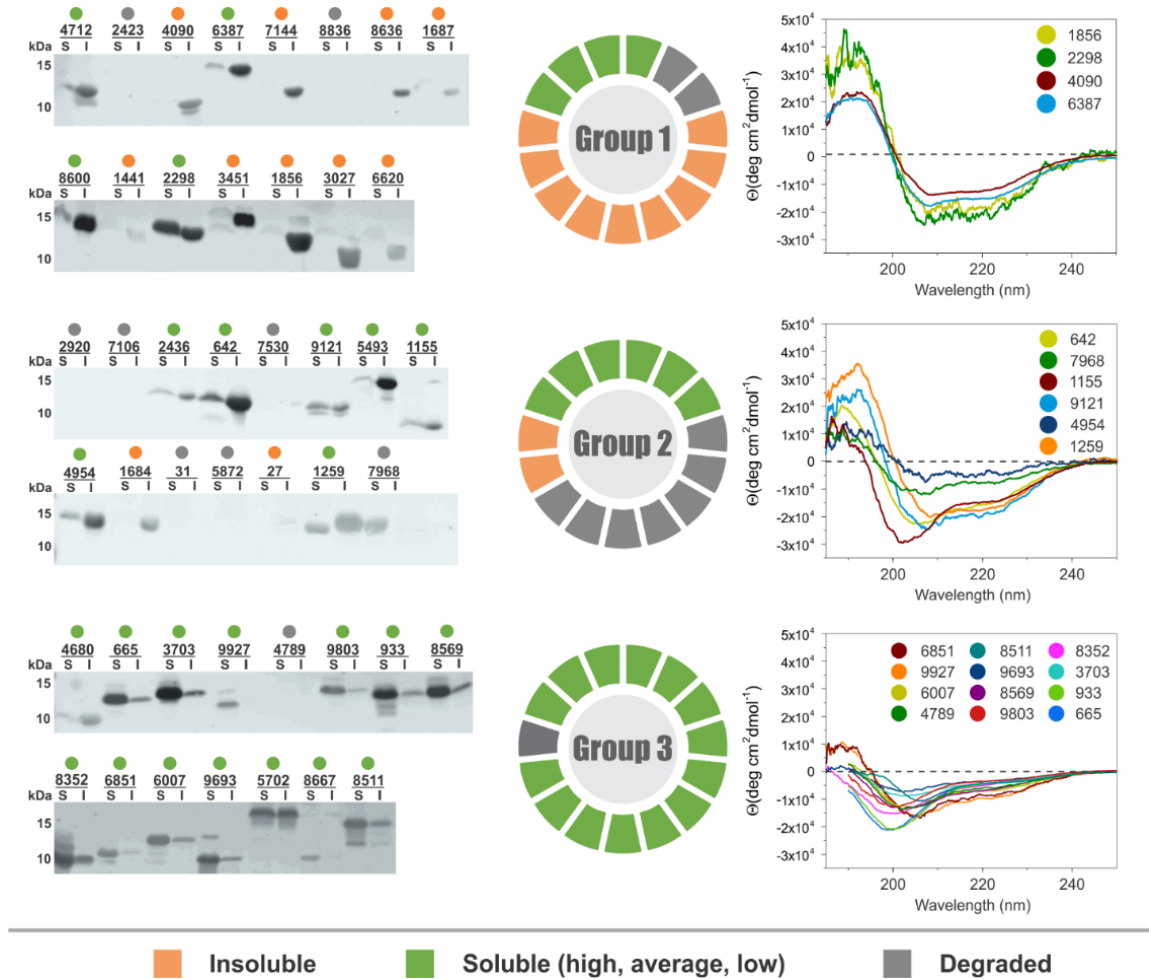 4712 2423 4090 6387 7144 8836 8636 1687
kDa S I S I S I S I S I S I S I S I
15
10
8600 1441 2298 3451 1856 3027 6620
kDa S I S I S I S I S I S I S I
15
10
Group 1
5x10⁴
4x10⁴
3x10⁴
2x10⁴
1x10⁴
0
-1x10⁴
-2x10⁴
-3x10⁴
Θ(deg cm²dmol⁻¹)
1856
2298
4090
6387
200 220 240
Wavelength (nm)
2920 7106 2436 642 7530 9121 5493 1155
kDa S I S I S I S I S I S I S I S I
15
10
4954 1684 31 5872 27 1259 7968
kDa S I S I S I S I S I S I S I
15
10
Group 2
5x10⁴
4x10⁴
3x10⁴
2x10⁴
1x10⁴
0
-1x10⁴
-2x10⁴
-3x10⁴
Θ(deg cm²dmol⁻¹)
642
7968
1155
9121
4954
1259
200 220 240
Wavelength (nm)
4680 665 3703 9927 4789 9803 933 8569
kDa S I S I S I S I S I S I S I S I
15
10
8352 6851 6007 9693 5702 8667 8511
kDa S I S I S I S I S I S I S I
15
10
Group 3
5x10⁴
4x10⁴
3x10⁴
2x10⁴
1x10⁴
0
-1x10⁴
-2x10⁴
-3x10⁴
Θ(deg cm²dmol⁻¹)
6851 8511 8352
9927 9693 3703
6007 8569 933
4789 9803 665
200 220 240
Wavelength (nm)
Insoluble Soluble (high, average, low) Degraded